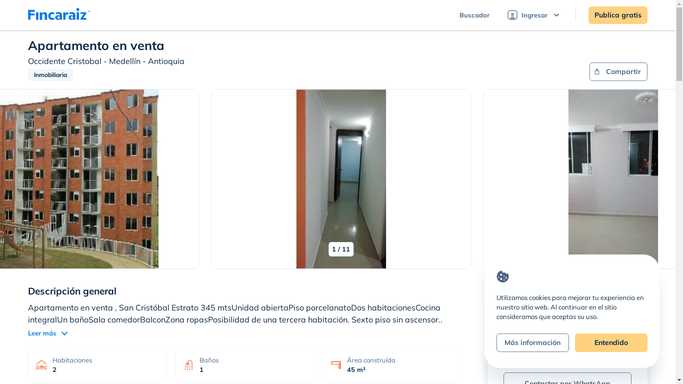 Fincaraiz
Buscador
Ingresar
Publica gratis
Apartamento en venta
Occidente Cristobal - Medellín - Antioquia
Inmobiliaria
Compartir
1 / 11
Descripción general
Apartamento en venta , San Cristóbal Estrato 345 mtsUnidad abiertaPiso porcelanatoDos habitacionesCocina
integralUn bañoSala comedorBalconZona ropasPosibilidad de una tercera habitación. Sexto piso sin ascensor..
Leer más
Habitaciones
2
Baños
1
Área construida
45 m²
Utilizamos cookies para mejorar tu experiencia en
nuestro sitio web. Al continuar en el sitio
consideramos que aceptas su uso.
Más información
Entendido
Contactar por WhatsApp